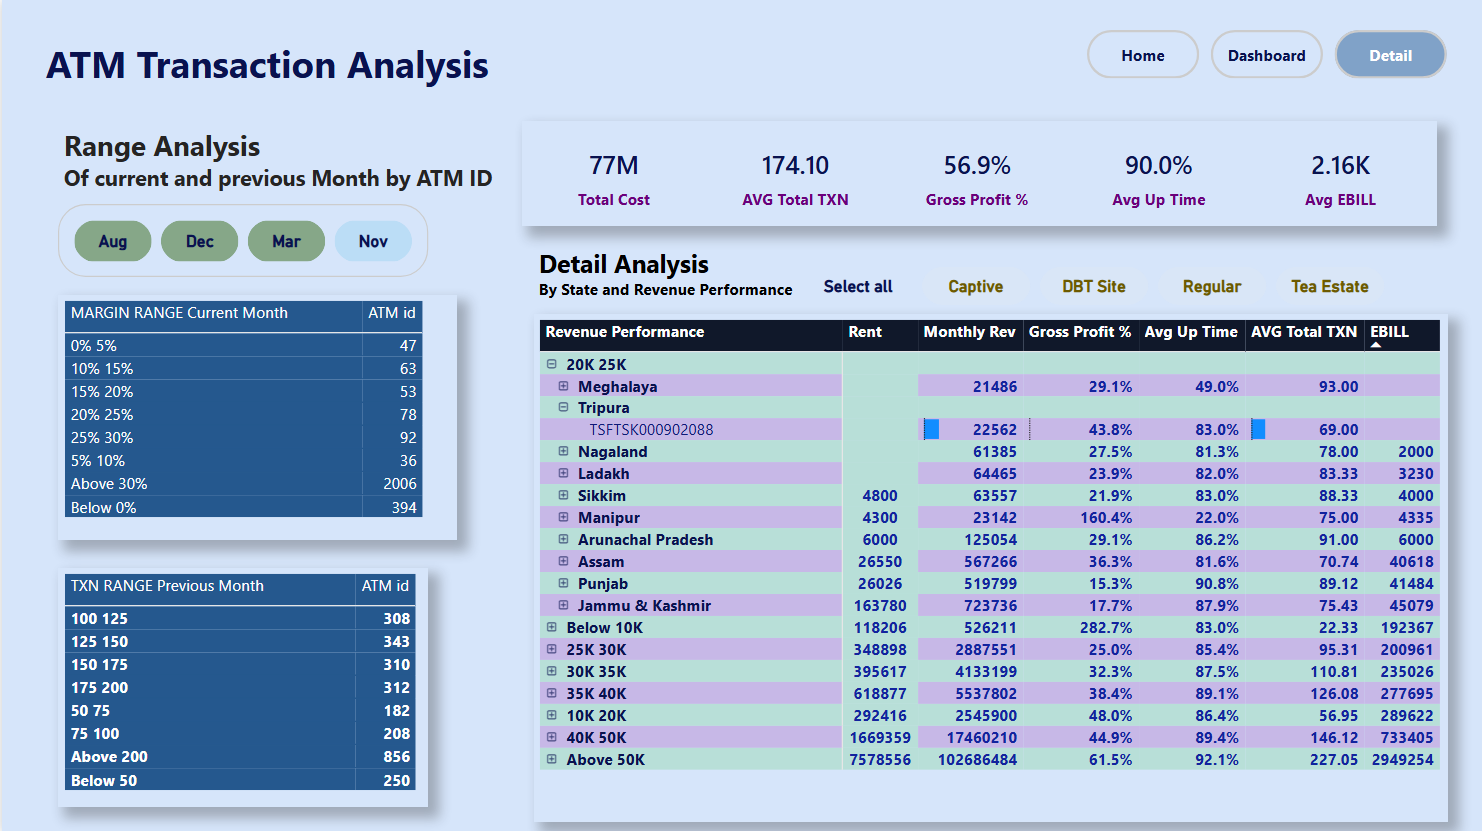 ATM Transaction Analysis
Home
Dashboard
Detail
Range Analysis
Of current and previous Month by ATM ID
Aug
Dec
Mar
Nov
77M
Total Cost
174.10
AVG Total TXN
56.9%
Gross Profit %
90.0%
Avg Up Time
2.16K
Avg EBILL
MARGIN RANGE Current Month ATM id
0% 5% 47
10% 15% 63
15% 20% 53
20% 25% 78
25% 30% 92
5% 10% 36
Above 30% 2006
Below 0% 394
TXN RANGE Previous Month ATM id
100 125 308
125 150 343
150 175 310
175 200 312
50 75 182
75 100 208
Above 200 856
Below 50 250
Detail Analysis
By State and Revenue Performance
Select all
Captive
DBT Site
Regular
Tea Estate
Revenue Performance Rent Monthly Rev Gross Profit % Avg Up Time AVG Total TXN EBILL
20K 25K
Meghalaya 21486 29.1% 49.0% 93.00
Tripura
TSFTSK000902088 22562 43.8% 83.0% 69.00
Nagaland 61385 27.5% 81.3% 78.00 2000
Ladakh 64465 23.9% 82.0% 83.33 3230
Sikkim 4800 63557 21.9% 83.0% 88.33 4000
Manipur 4300 23142 160.4% 22.0% 75.00 4335
Arunachal Pradesh 6000 125054 29.1% 86.2% 91.00 6000
Assam 26550 567266 36.3% 81.6% 70.74 40618
Punjab 26026 519799 15.3% 90.8% 89.12 41484
Jammu & Kashmir 163780 723736 17.7% 87.9% 75.43 45079
Below 10K 118206 526211 282.7% 83.0% 22.33 192367
25K 30K 348898 2887551 25.0% 85.4% 95.31 200961
30K 35K 395617 4133199 32.3% 87.5% 110.81 235026
35K 40K 618877 5537802 38.4% 89.1% 126.08 277695
10K 20K 292416 2545900 48.0% 86.4% 56.95 289622
40K 50K 1669359 17460210 44.9% 89.4% 146.12 733405
Above 50K 7578556 102686484 61.5% 92.1% 227.05 2949254